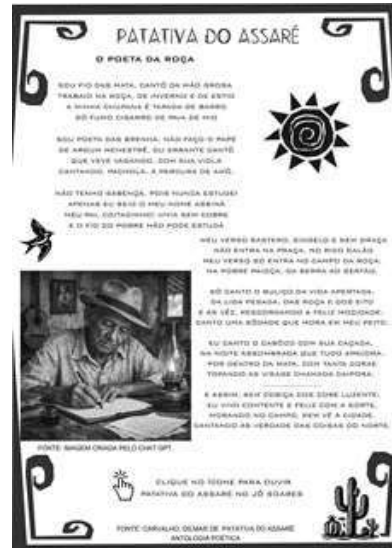 PATATIVA DO ASSARÉ
O POETA DA ROÇA
SOU FIO DAS MATA, CANTÔ DA MÃO GROSA
TRABAIO NA ROÇA, DE INVERNO E DE ESTIO
A MINHA CHUPANA É TAPADA DE BARRO
SÓ FUMO CIGARRO DE PAIA DE MIO
SOU POETA DAS BRENHA, NÃO FAÇO O PAPÉ
DE ARGUM MENESTRÊ, OU ERRANTE CANTÔ
QUE VEVE VAGANDO, COM SUA VIOLA
CANTANDO, PACHOLA, À PERCURA DE AMÔ,
NÃO TENHO SABENÇA, POIS NUNCA ESTUDEI
APENAS EU SEIO O MEU NOME ASSINÁ
MEU PAI, COITADINHO! VIVIA SEM COBRE
E O FIO DO POBRE NÃO PODE ESTUDÁ
MEU VERSO RASTERO, SINGELO E SEM GRAÇA
NÃO ENTRA NA PRAÇA, NO RICO SALÃO
MEU VERSO SÓ ENTRA NO CAMPO DA ROÇA,
NA POBRE PAIOÇA, DA SERRA AO SERTÃO,
SÓ CANTO O BULIÇO DA VIDA APERTADA,
DA LIDA PESADA, DAS ROÇA E DOS EITO
E ÀS VÊZ, RECORDANDO A FELIZ MOCIDADE,
CANTO UMA SÔDADE QUE MORA EM MEU PEITO.
EU CANTO O CABÔCO COM SUA CAÇADA,
NA NOITE ASSOMBRADA QUE TUDO APAVORA,
POR DENTRO DA MATA, COM TANTA CORAGE
TOPANDO AS VISAGE CHAMADA CAIPORA.
E ASSIM, SEM COBIÇA DOS COBRE LUZENTE,
EU VIVO CONTENTE E FELIZ COM A SORTE,
MORANDO NO CAMPO, SEM VÊ A CIDADE,
CANTANDO AS VERDADE DAS COISAS DO NORTE.
FONTE: IMAGEM CRIADA PELO CHAT GPT.
CLIQUE NO ÍCONE PARA OUVIR
PATATIVA DO ASSARÉ NO JÔ SOARES
FONTE: CARVALHO, GILMAR DE. PATATIVA DO ASSARÉ
ANTOLOGIA POÉTICA